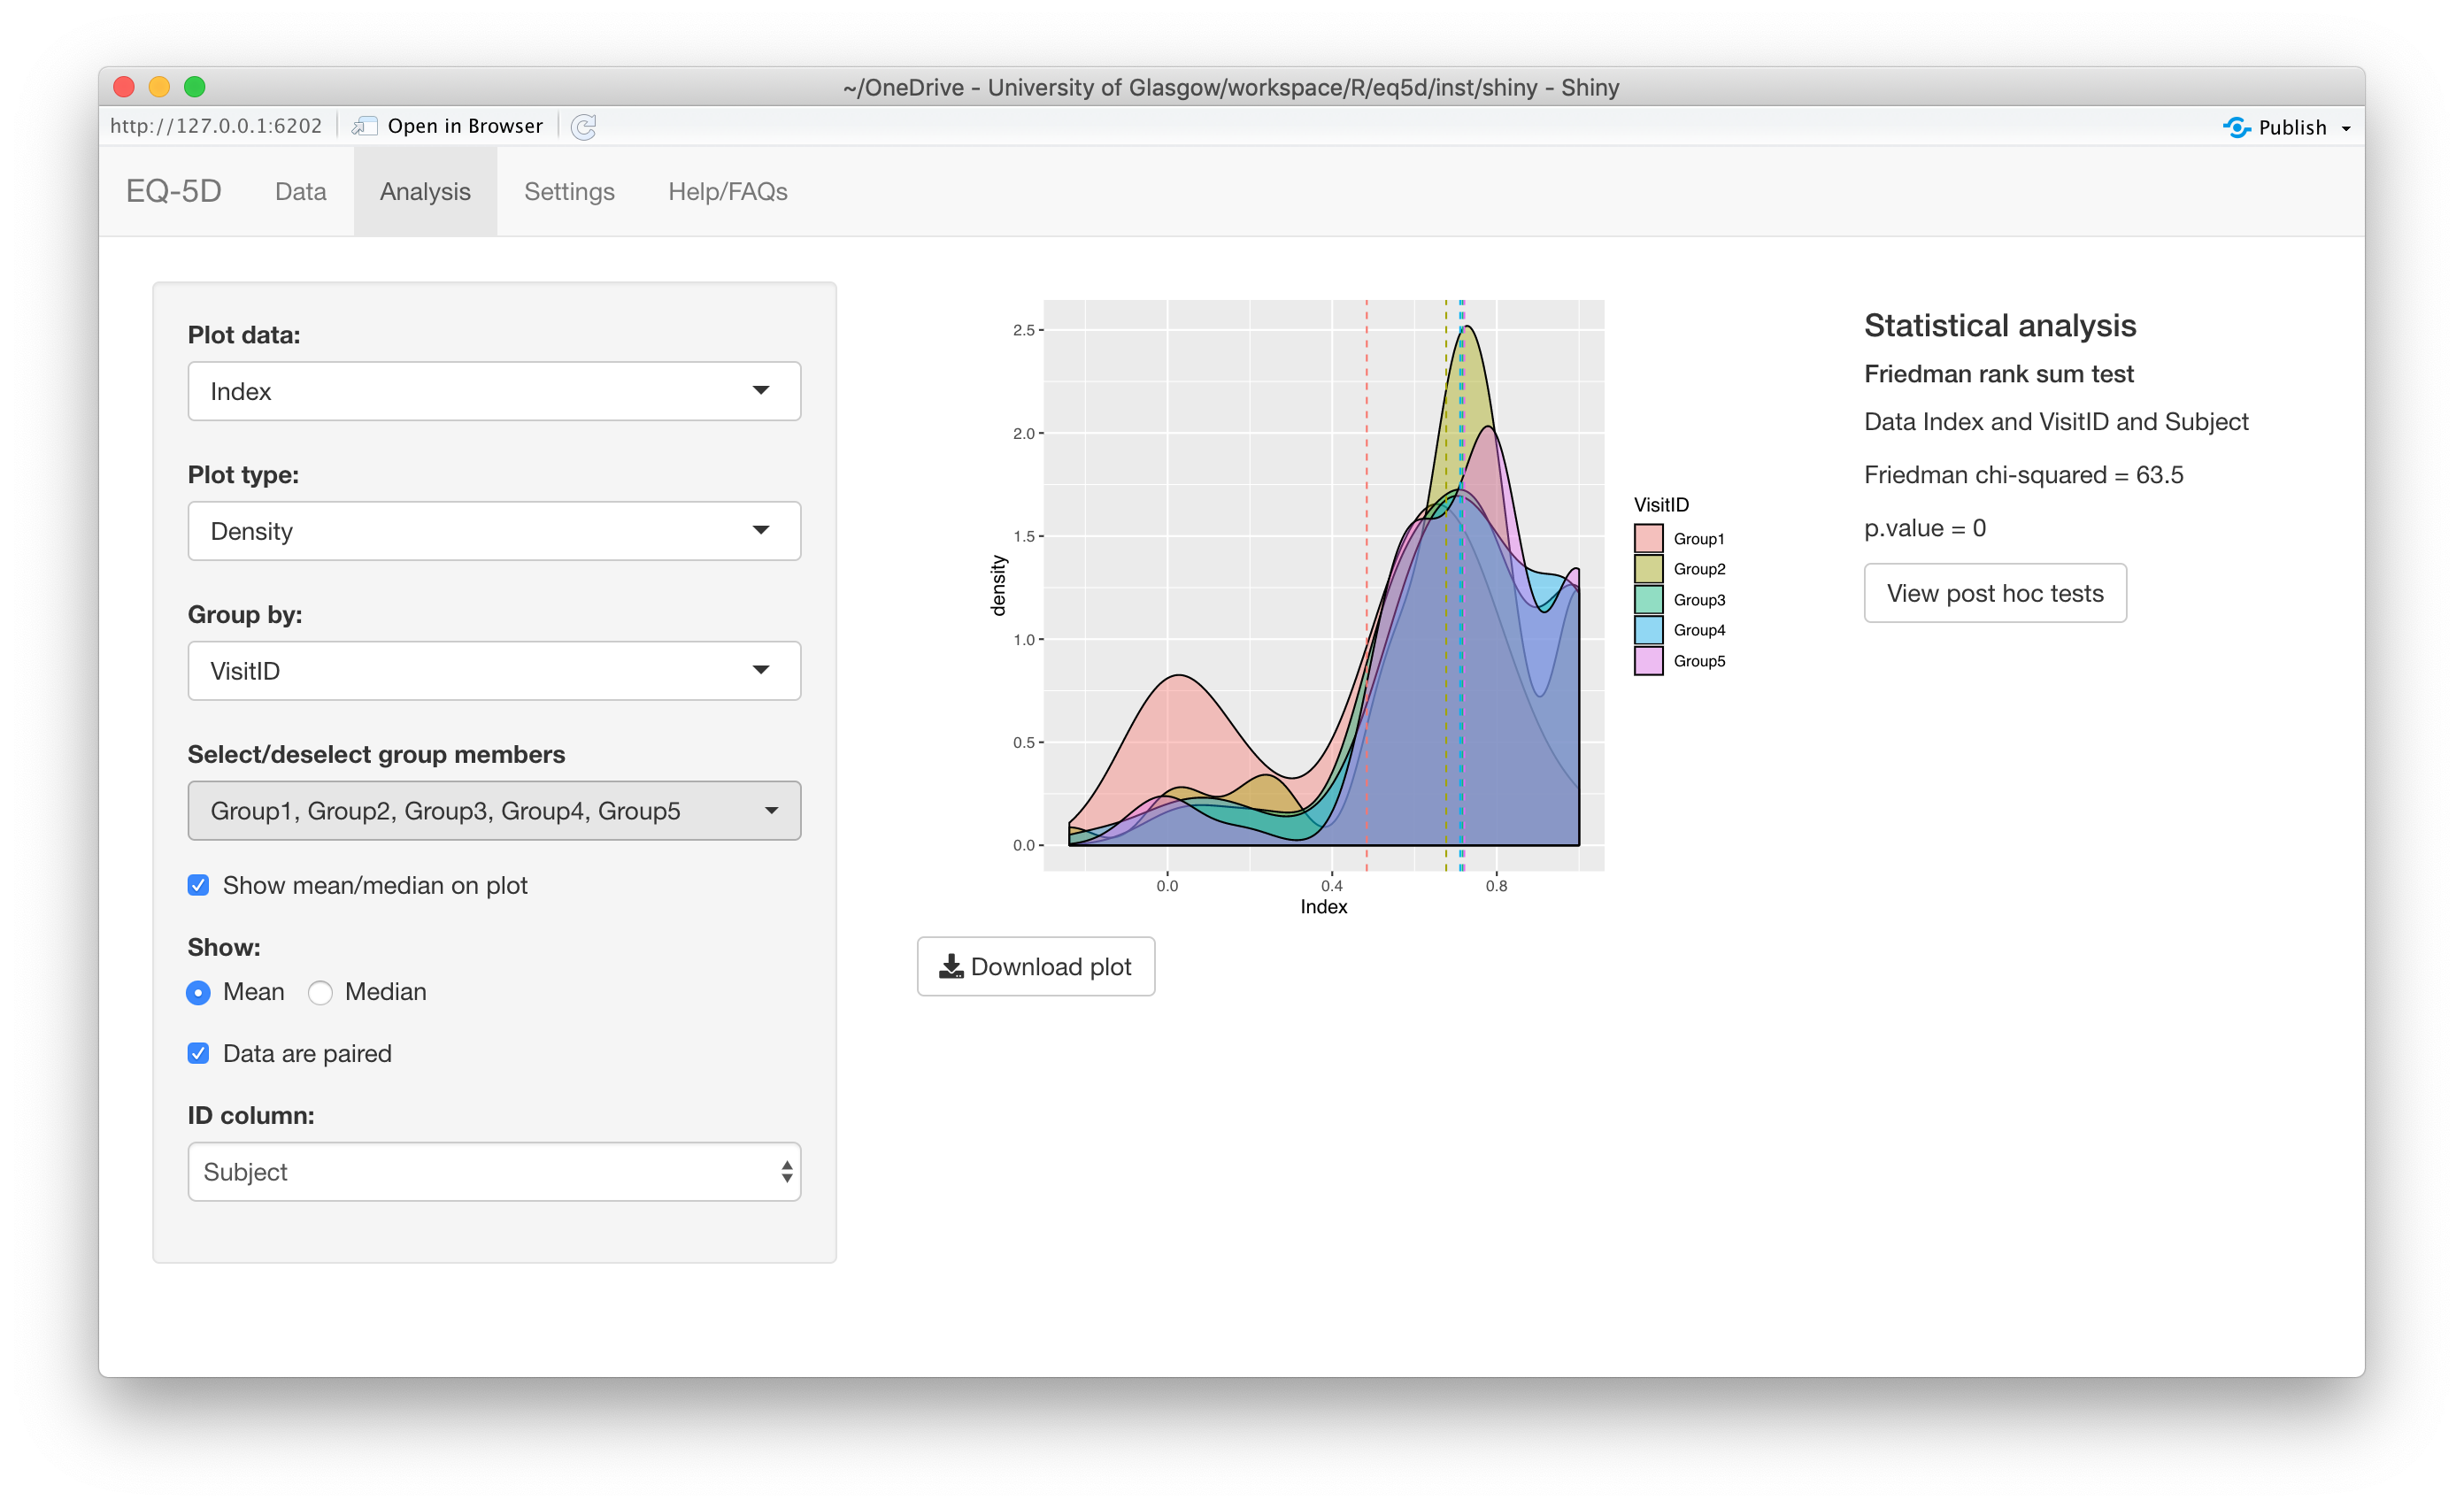 ~/OneDrive - University of Glasgow/workspace/R/eq5d/inst/shiny - Shiny
http://127.0.0.1:6202 Open in Browser Publish
EQ-5D Data Analysis Settings Help/FAQs
Plot data:
Index
Plot type:
Density
Group by:
VisitID
Select/deselect group members
Group1, Group2, Group3, Group4, Group5
Show mean/median on plot
Show:
Mean Median
Data are paired
ID column:
Subject
2.5
2.0
1.5
1.0
0.5
0.0
density
0.0 0.4 0.8
Index
VisitID
Group1
Group2
Group3
Group4
Group5
Download plot
Statistical analysis
Friedman rank sum test
Data Index and VisitID and Subject
Friedman chi-squared = 63.5
p.value = 0
View post hoc tests